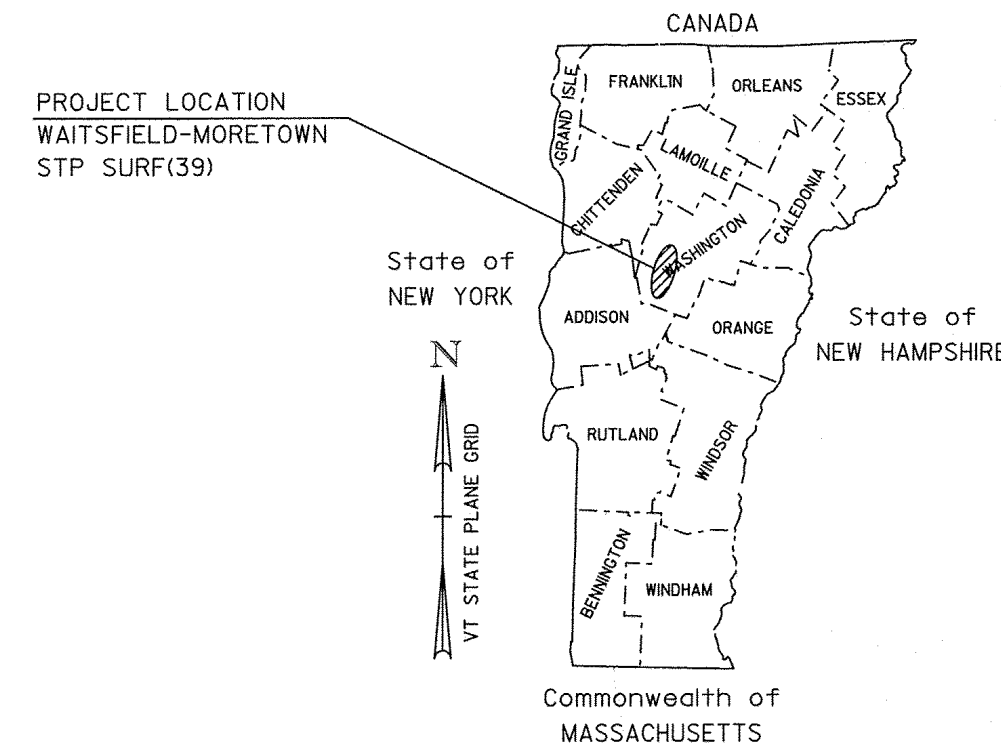 CANADA
PROJECT LOCATION
WAITSFIELD-MORETOWN
STP SURF(39)
GRAND ISLE
FRANKLIN
ORLEANS
ESSEX
LAMOILLE
CHITTENDEN
CALEDONIA
WASHINGTON
State of
NEW YORK
ADDISON
ORANGE
State of
NEW HAMPSHIRE
N
VT STATE PLANE GRID
RUTLAND
WINDSOR
BENNINGTON
WINDHAM
Commonwealth of
MASSACHUSETTS